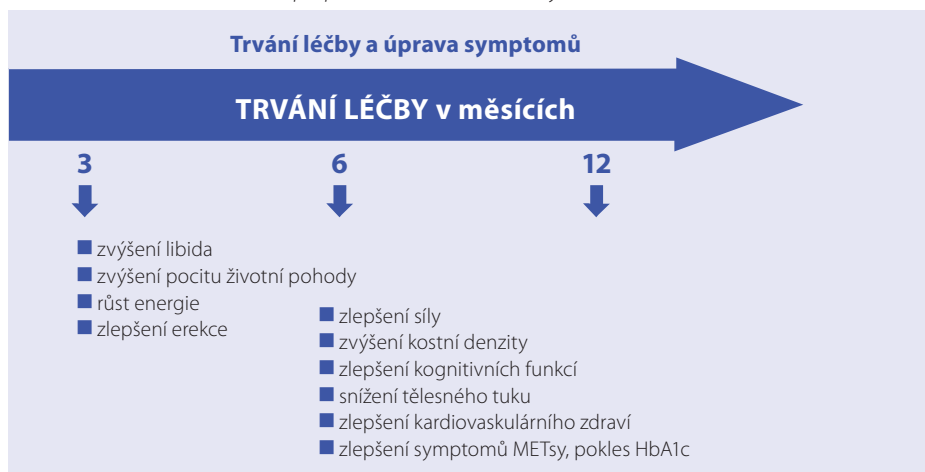 Trvání léčby a úprava symptomů
TRVÁNÍ LÉČBY v měsících
3 6 12
zvýšení libida
zvýšení pocitu životní pohody
růst energie
zlepšení erekce
zlepšení síly
zvýšení kostní denzity
zlepšení kognitivních funkcí
snížení tělesného tuku
zlepšení kardiovaskulárního zdraví
zlepšení symptomů METsy, pokles HbA1c